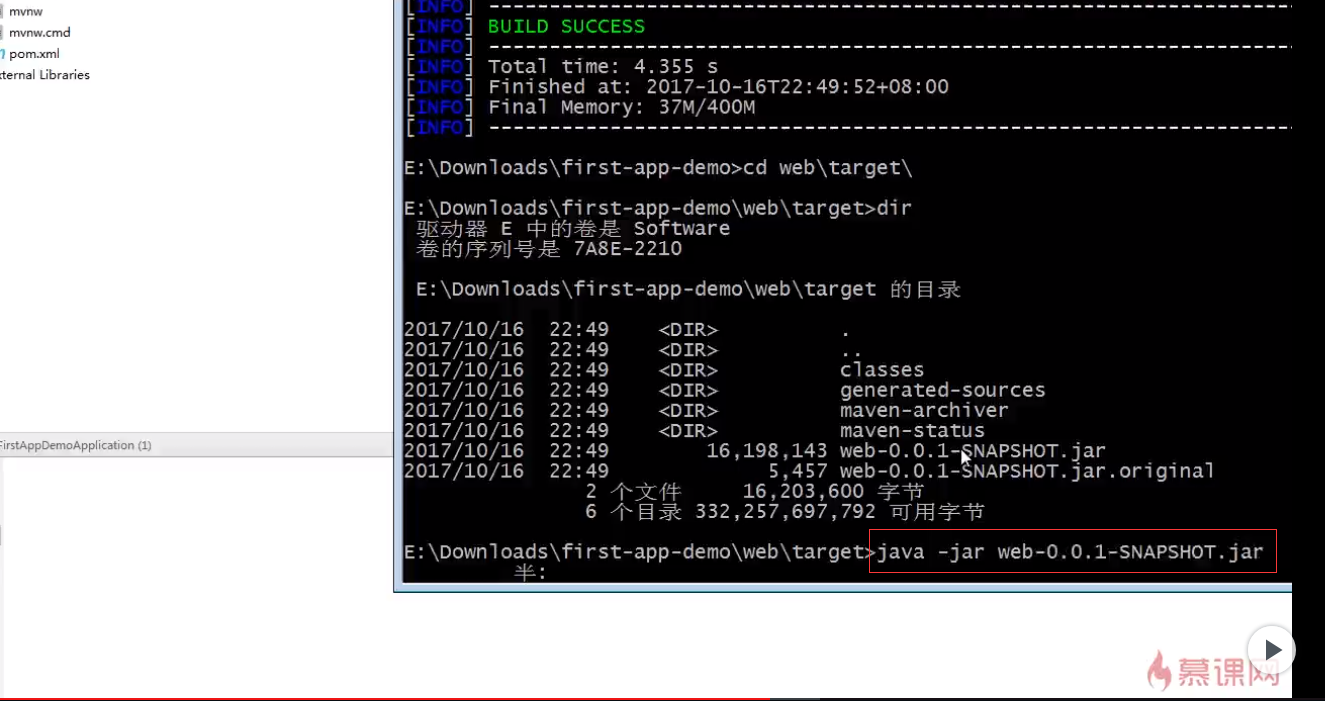 mvnw
mvnw.cmd
pom.xml
xternal Libraries
FirstAppDemoApplication (1)
[INFO] ------------------------------------------------------------------
[INFO] BUILD SUCCESS
[INFO] ------------------------------------------------------------------
[INFO] Total time: 4.355 s
[INFO] Finished at: 2017-10-16T22:49:52+08:00
[INFO] Final Memory: 37M/400M
[INFO] ------------------------------------------------------------------
E:\Downloads\first-app-demo>cd web\target\
E:\Downloads\first-app-demo\web\target>dir
驱动器 E 中的卷是 Software
卷的序列号是 7A8E-2210
E:\Downloads\first-app-demo\web\target 的目录
2017/10/16 22:49 <DIR> .
2017/10/16 22:49 <DIR> ..
2017/10/16 22:49 <DIR> classes
2017/10/16 22:49 <DIR> generated-sources
2017/10/16 22:49 <DIR> maven-archiver
2017/10/16 22:49 <DIR> maven-status
2017/10/16 22:49 16,198,143 web-0.0.1-SNAPSHOT.jar
2017/10/16 22:49 5,457 web-0.0.1-SNAPSHOT.jar.original
2 个文件 16,203,600 字节
6 个目录 332,257,697,792 可用字节
E:\Downloads\first-app-demo\web\target>java -jar web-0.0.1-SNAPSHOT.jar
半:
慕课网